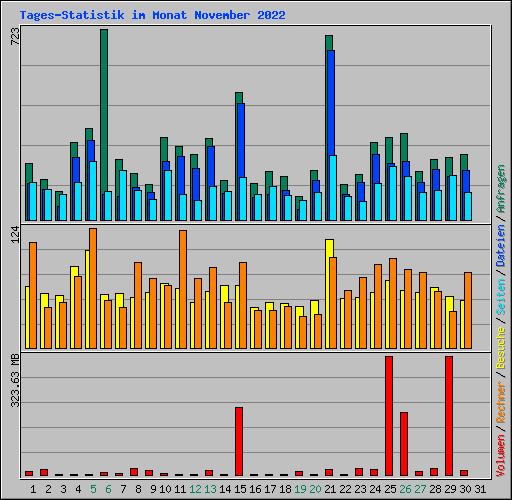 Tages-Statistik im Monat November 2022
723
124
323.63 MB
Volumen / Rechner / Besuche / Seiten / Dateien / Anfragen
1 2 3 4 5 6 7 8 9 10 11 12 13 14 15 16 17 18 19 20 21 22 23 24 25 26 27 28 29 30 31